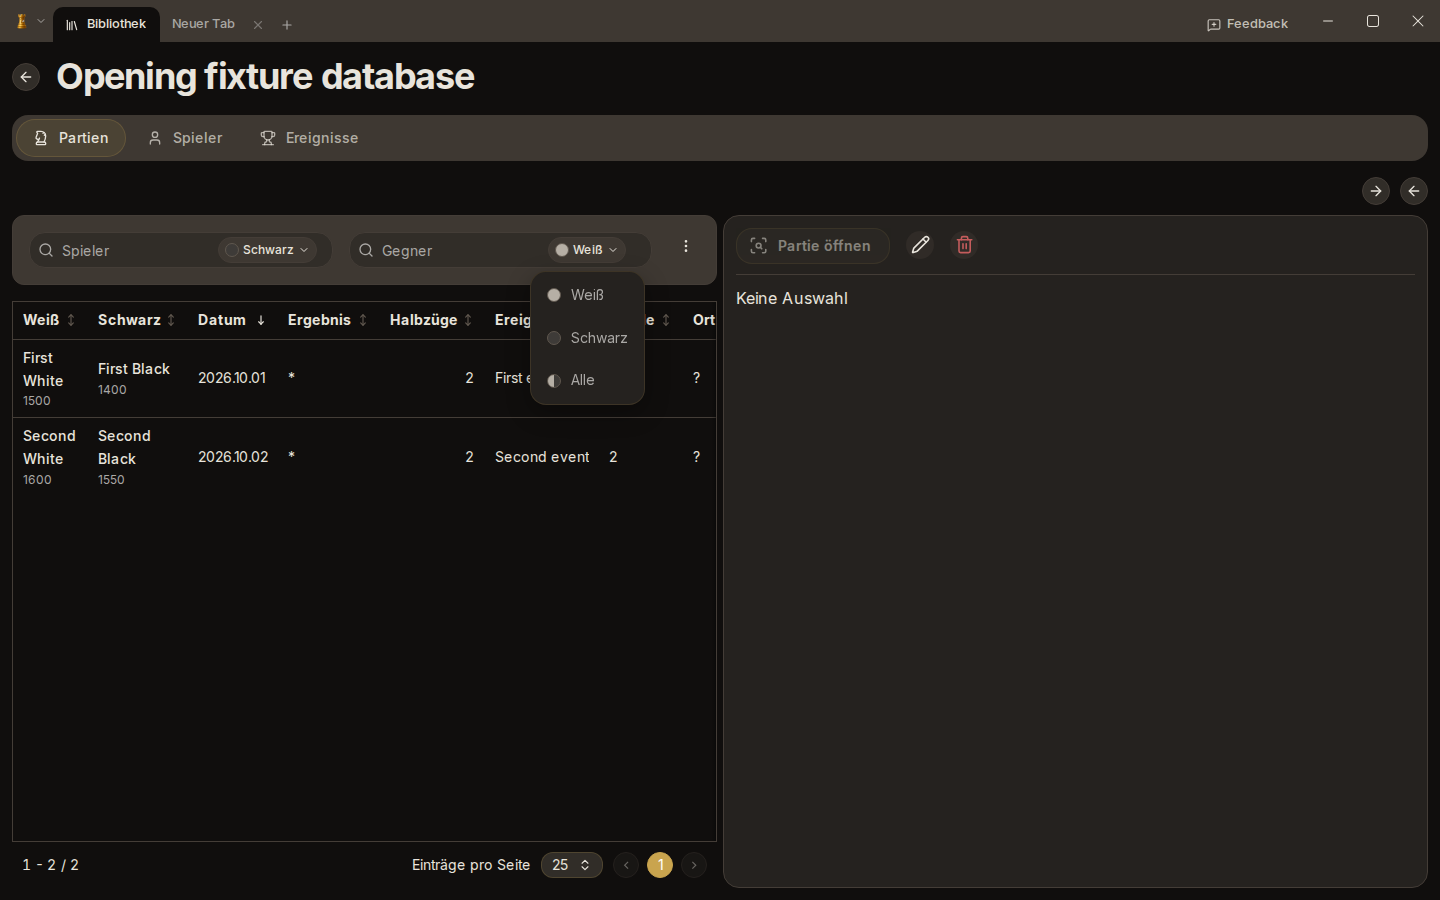 Bibliothek
Neuer Tab
Feedback
Opening fixture database
Partien
Spieler
Ereignisse
Spieler
Schwarz
Gegner
Weiß
Weiß
Schwarz
Alle
Partie öffnen
Keine Auswahl
Weiß Schwarz Datum Ergebnis Halbzüge Ereig e Ort
First White 1500 First Black 1400 2026.10.01 * 2 First e ?
Second White 1600 Second Black 1550 2026.10.02 * 2 Second event 2 ?
1 - 2 / 2
Einträge pro Seite 25 1